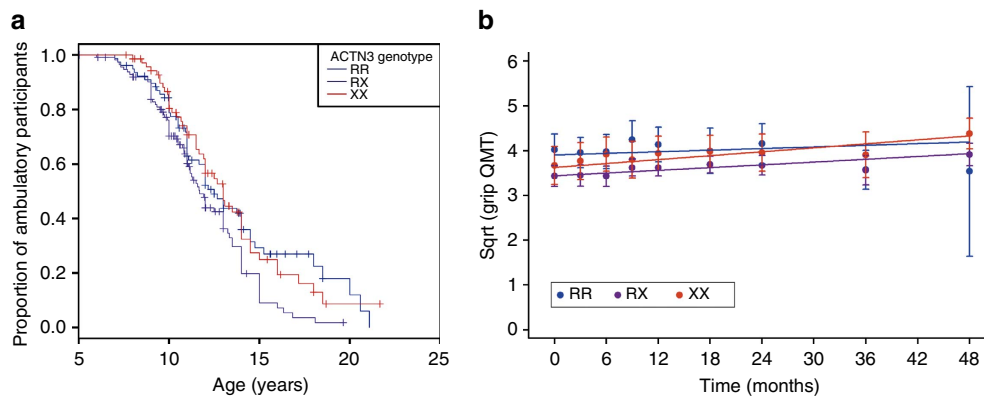 a
Proportion of ambulatory participants
1.0
0.8
0.6
0.4
0.2
0.0
ACTN3 genotype
RR
RX
XX
5 10 15 20 25
Age (years)
b
Sqrt (grip QMT)
6
5
4
3
2
1
0
RR RX XX
0 6 12 18 24 30 36 42 48
Time (months)